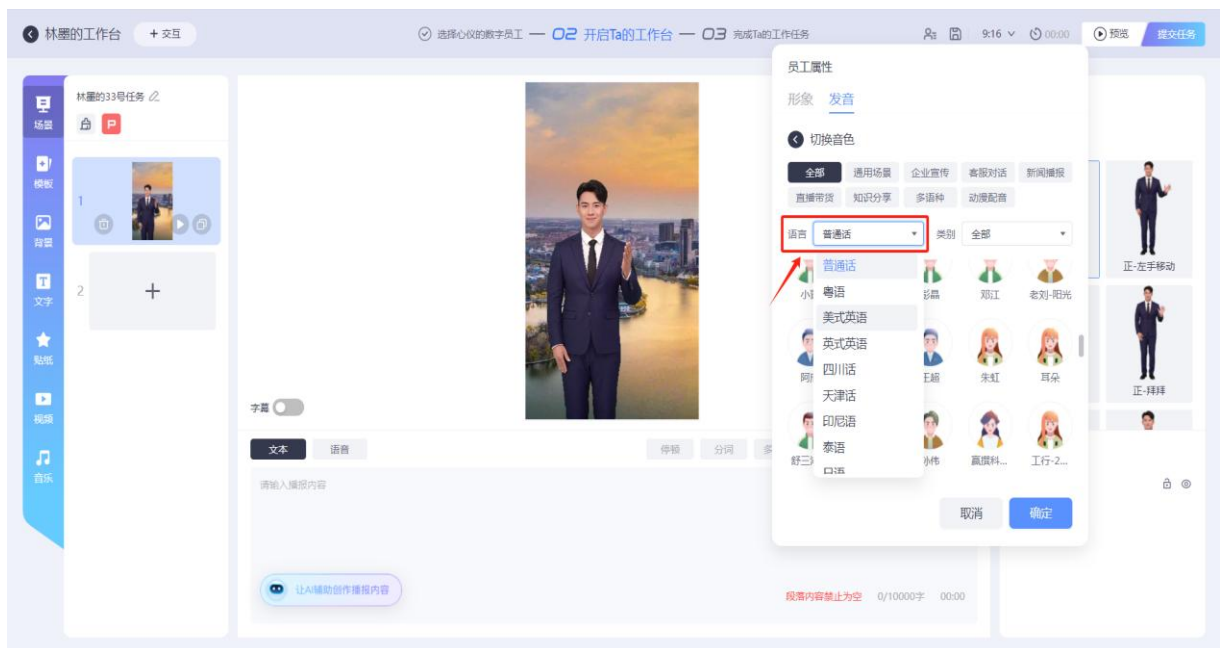 林墨的工作台
+ 交互
选择心仪的数字员工 — 02 开启Ta的工作台 — 03 完成Ta的工作任务
9:16
00:00
预览
提交任务
场景
模板
背景
文字
贴纸
视频
音乐
林墨的33号任务
P
1
2
字幕
文本
语音
停顿
分词
请输入播报内容
让AI辅助创作播报内容
段落内容禁止为空
0/10000字
00:00
员工属性
形象
发音
切换音色
全部
通用场景
企业宣传
客服对话
新闻播报
直播带货
知识分享
多语种
动漫配音
语言
普通话
类别
全部
普通话
粤语
美式英语
英式英语
四川话
天津话
印尼语
泰语
日语
邓江
老刘-阳光
王超
朱虹
耳朵
工行-2...
取消
确定
正-左手移动
正-拜拜